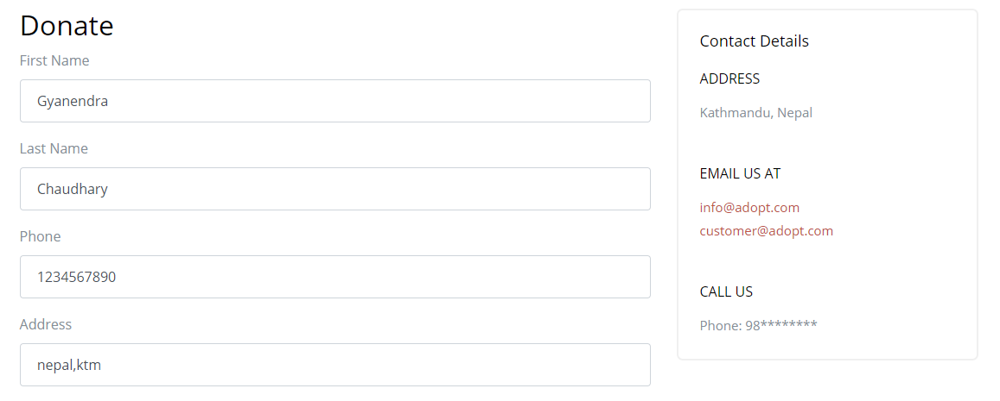 Donate
First Name
Gyanendra
Last Name
Chaudhary
Phone
1234567890
Address
nepal,ktm
Contact Details
ADDRESS
Kathmandu, Nepal
EMAIL US AT
info@adopt.com
customer@adopt.com
CALL US
Phone: 98********